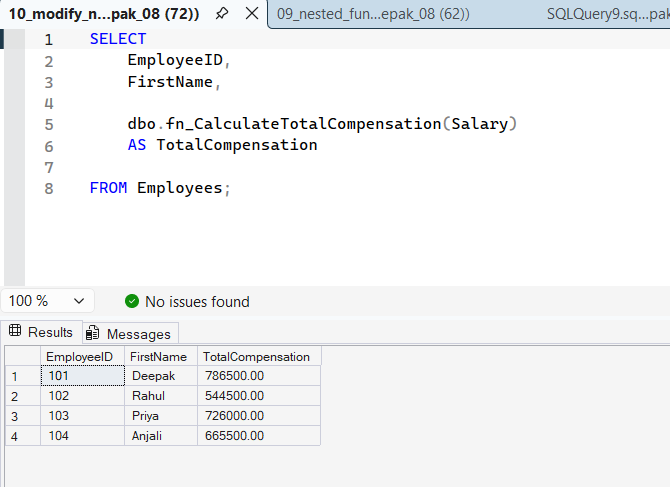 10_modify_n...pak_08 (72))
09_nested_fun...epak_08 (62))
SQLQuery9.sq...pak
1 SELECT
2 EmployeeID,
3 FirstName,
4
5 dbo.fn_CalculateTotalCompensation(Salary)
6 AS TotalCompensation
7
8 FROM Employees;
100 %
No issues found
Results
Messages
EmployeeID FirstName TotalCompensation
1 101 Deepak 786500.00
2 102 Rahul 544500.00
3 103 Priya 726000.00
4 104 Anjali 665500.00